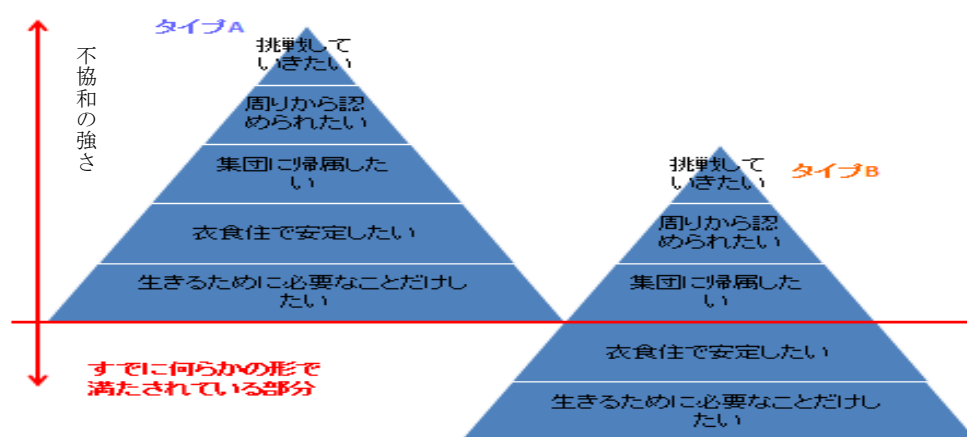 タイプA
不協和の強さ
挑戦して
いきたい
周りから認
められたい
集団に帰属した
い
衣食住で安定したい
生きるために必要なことだけし
たい
挑戦して
いきたい
タイプB
周りから認
められたい
集団に帰属した
い
衣食住で安定したい
生きるために必要なことだけし
たい
すでに何らかの形で
満たされている部分